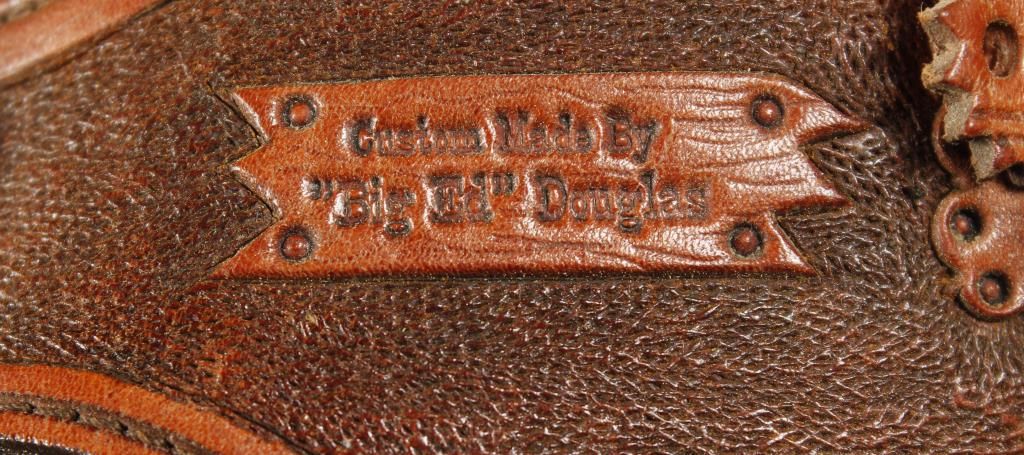 Custom Made By
"Big Ed" Douglas